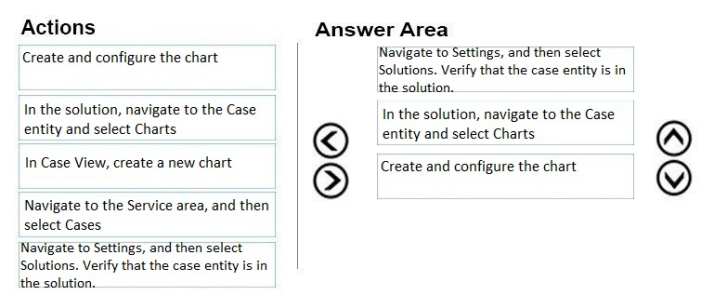 Actions
Create and configure the chart
In the solution, navigate to the Case
entity and select Charts
In Case View, create a new chart
Navigate to the Service area, and then
select Cases
Navigate to Settings, and then select
Solutions. Verify that the case entity is in
the solution.
Answer Area
Navigate to Settings, and then select
Solutions. Verify that the case entity is in
the solution.
In the solution, navigate to the Case
entity and select Charts
Create and configure the chart